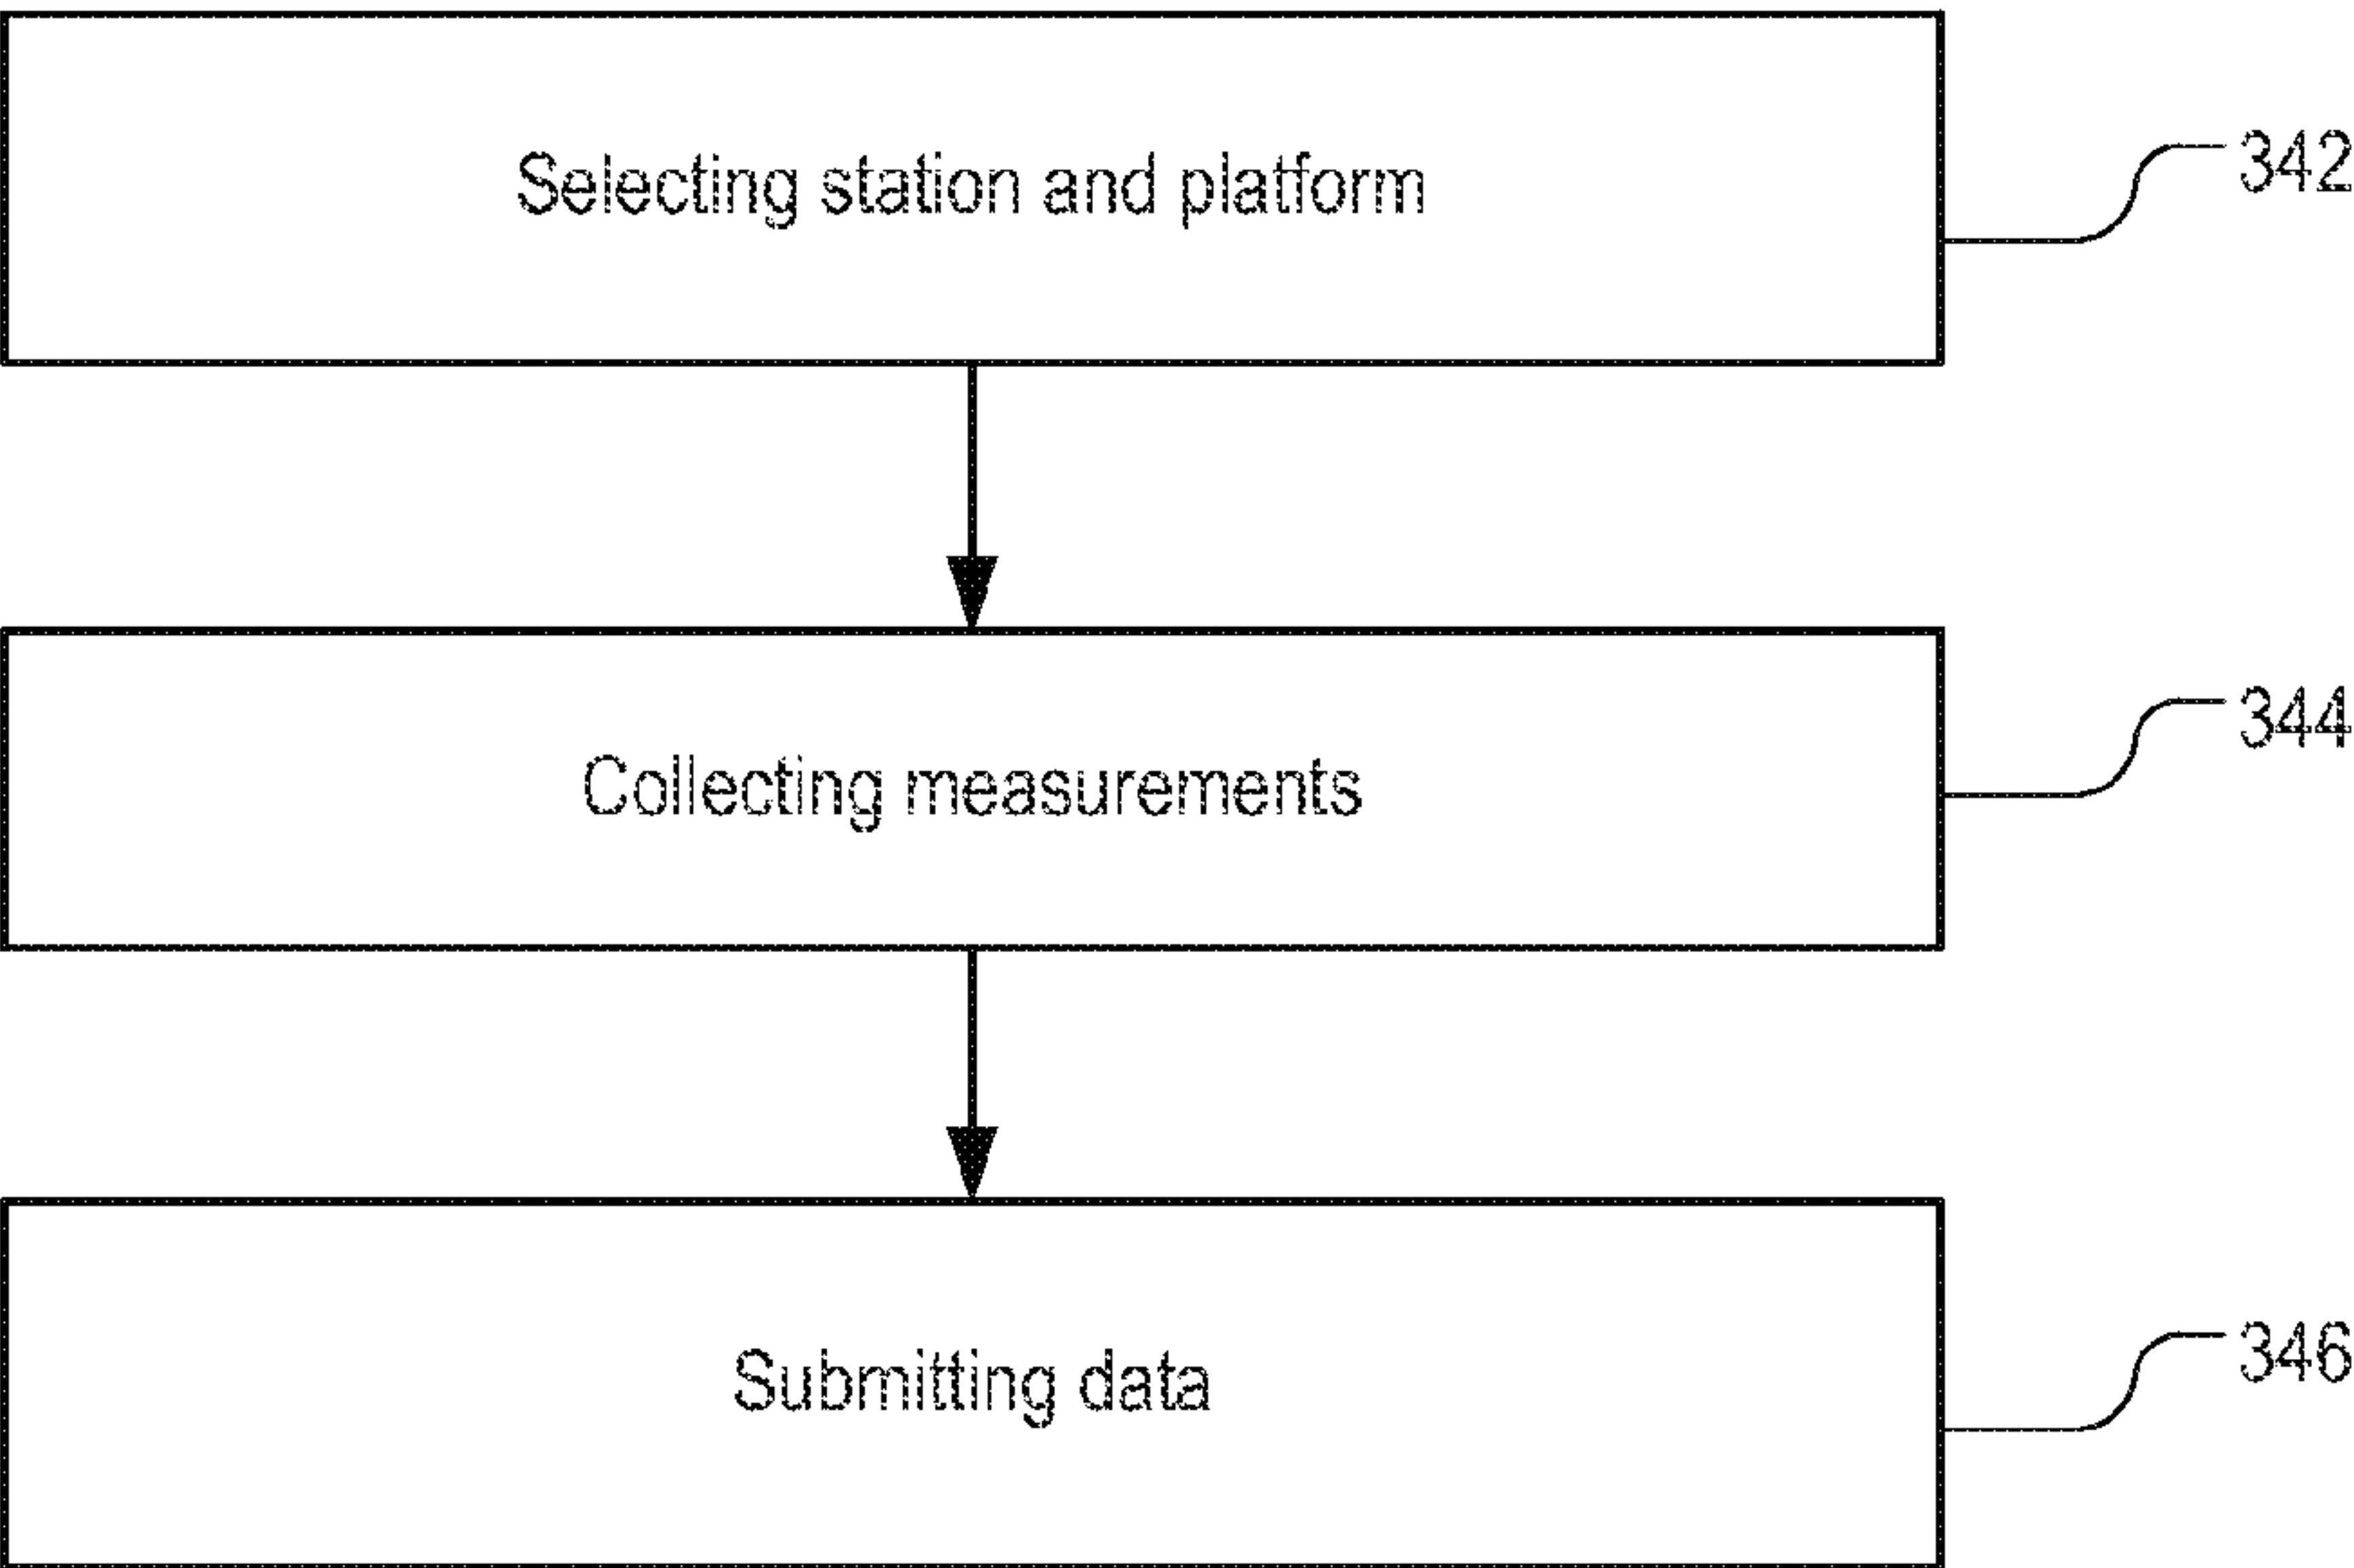 Selecting station and platform
342
Collecting measurements
344
Submitting data
346